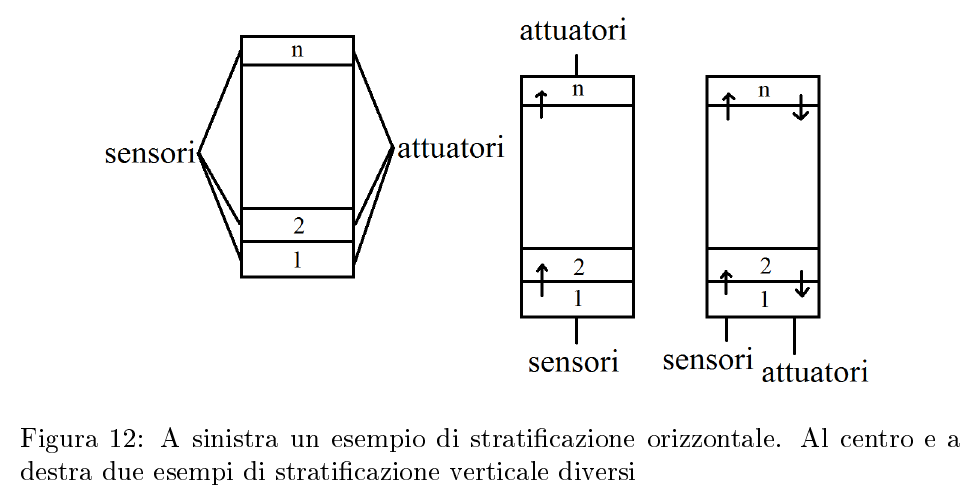 n
sensori
attuatori
2
1
attuatori
n
2
1
sensori
n
2
1
sensori
attuatori
Figura 12: A sinistra un esempio di stratificazione orizzontale. Al centro e a
destra due esempi di stratificazione verticale diversi